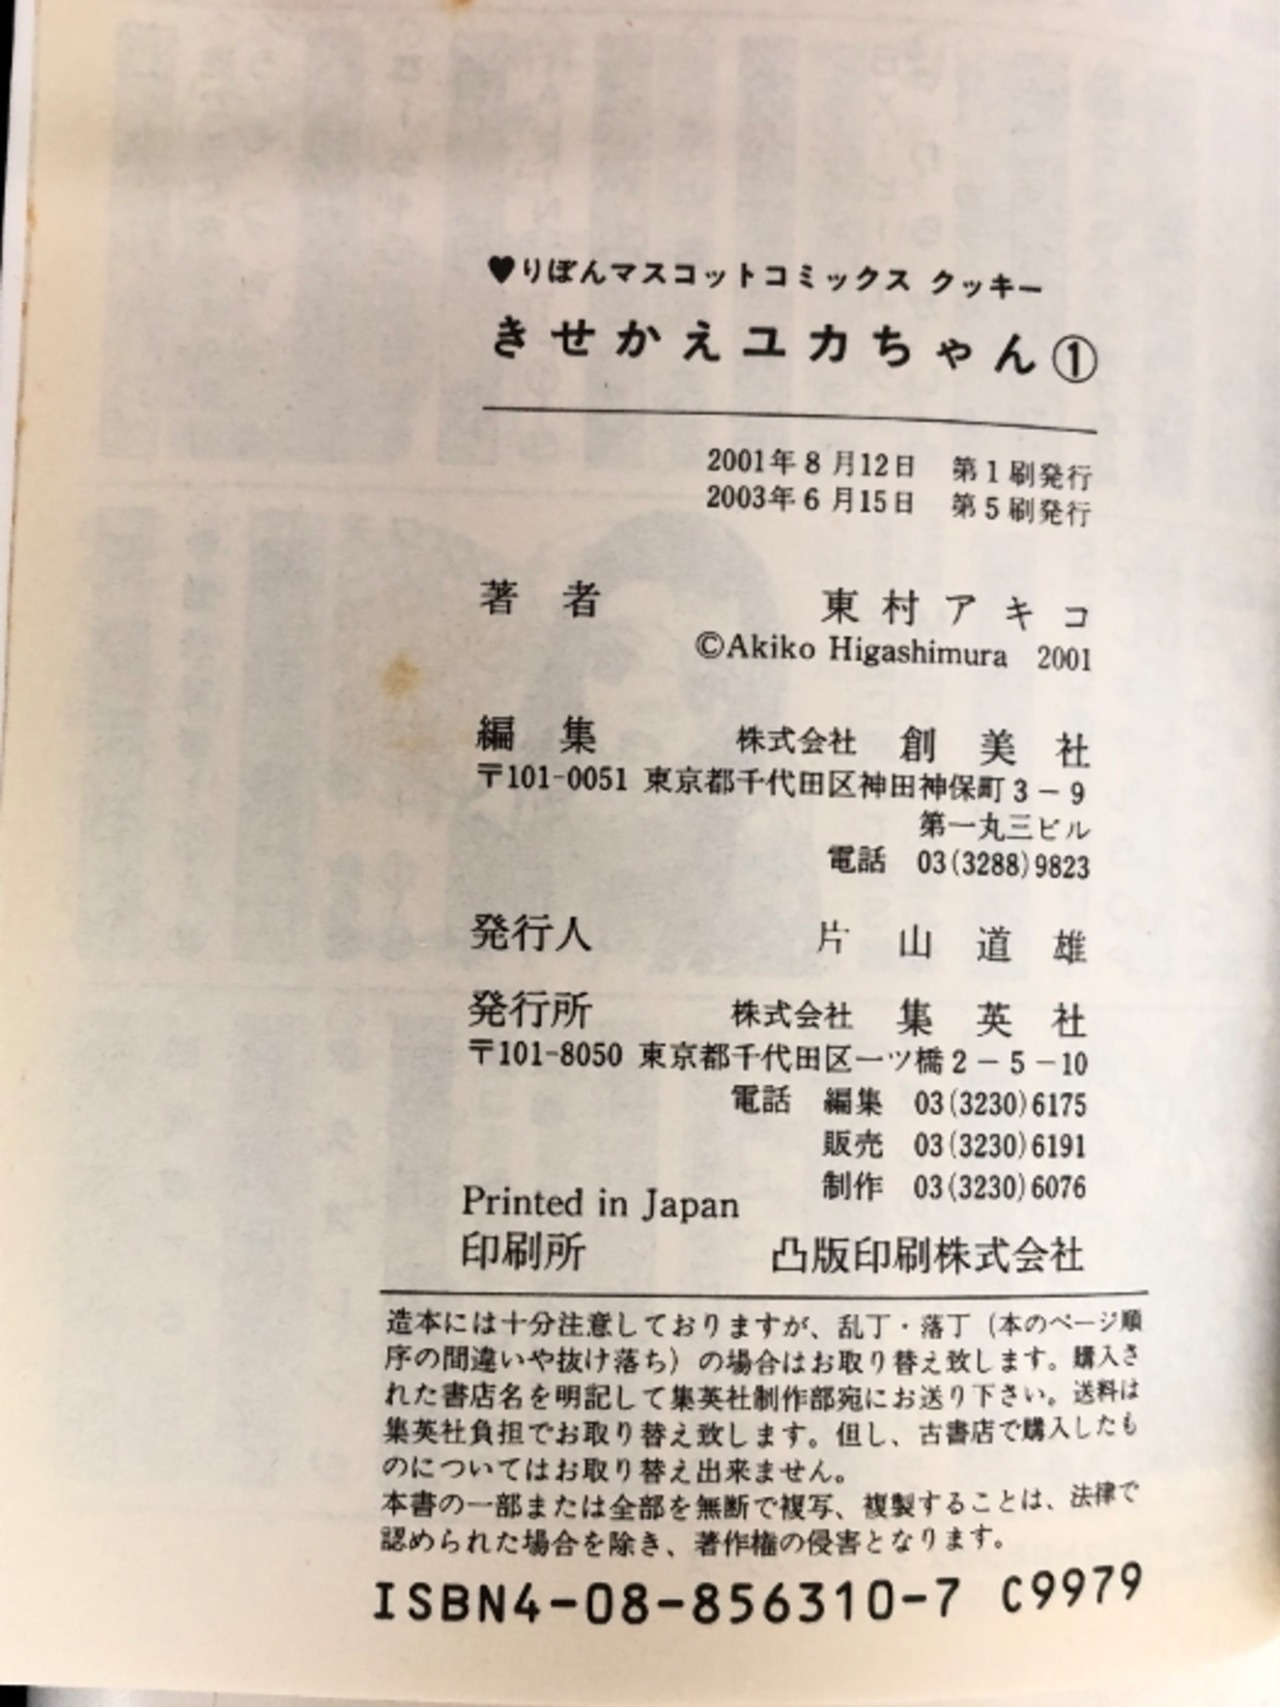 ♥りぼんマスコットコミックス クッキー
きせかえユカちゃん①
2001年8月12日 第1刷発行
2003年6月15日 第5刷発行
著者 東村アキコ
©Akiko Higashimura 2001
編集 株式会社 創美社
〒101-0051 東京都千代田区神田神保町3-9
第一丸三ビル
電話 03(3288)9823
発行人 片山道雄
発行所 株式会社 集英社
〒101-8050 東京都千代田区一ツ橋2-5-10
電話 編集 03(3230)6175
販売 03(3230)6191
制作 03(3230)6076
Printed in Japan
印刷所 凸版印刷株式会社
造本には十分注意しておりますが、乱丁・落丁(本のページ順
序の間違いや抜け落ち)の場合はお取り替え致します。購入さ
れた書店名を明記して集英社制作部宛にお送り下さい。送料は
集英社負担でお取り替え致します。但し、古書店で購入したも
のについてはお取り替え出来ません。
本書の一部または全部を無断で複写、複製することは、法律で
認められた場合を除き、著作権の侵害となります。
ISBN4-08-856310-7 C9979